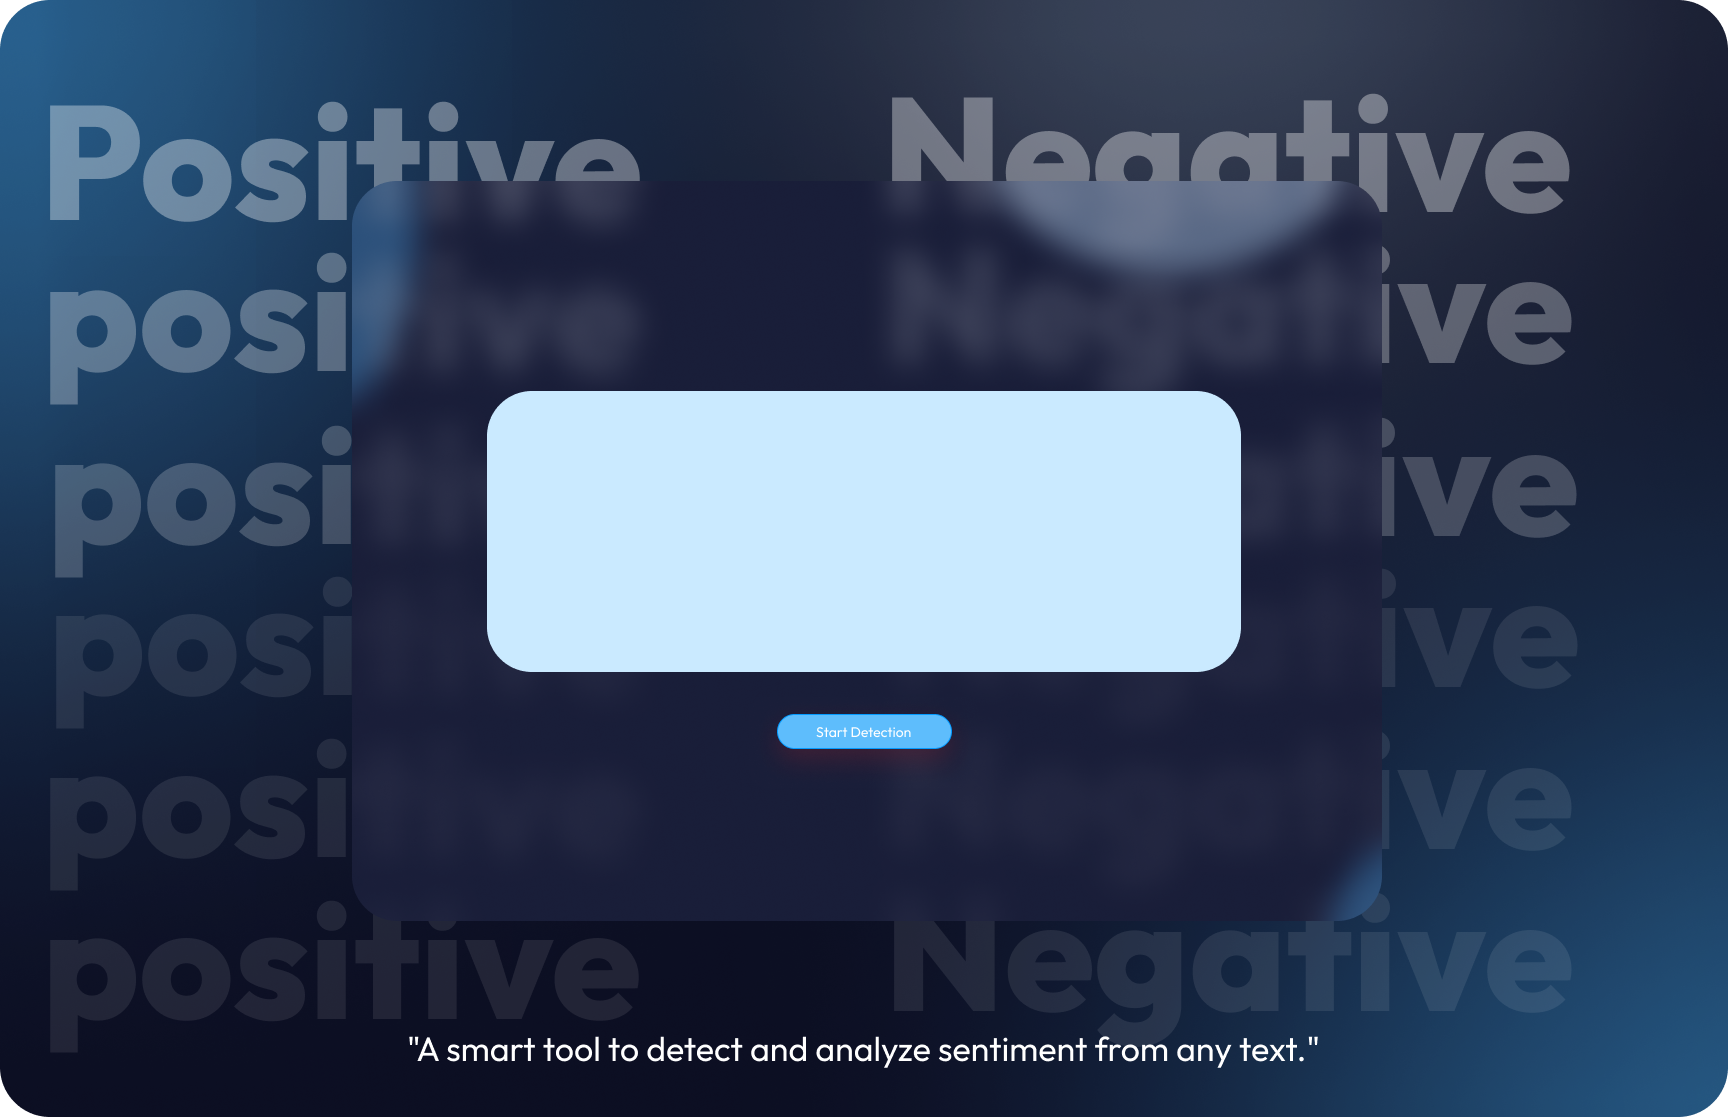 Positive Negative
positive Negative
positive Negative
positive Negative
positive Negative
positive Negative
Start Detection
"A smart tool to detect and analyze sentiment from any text."